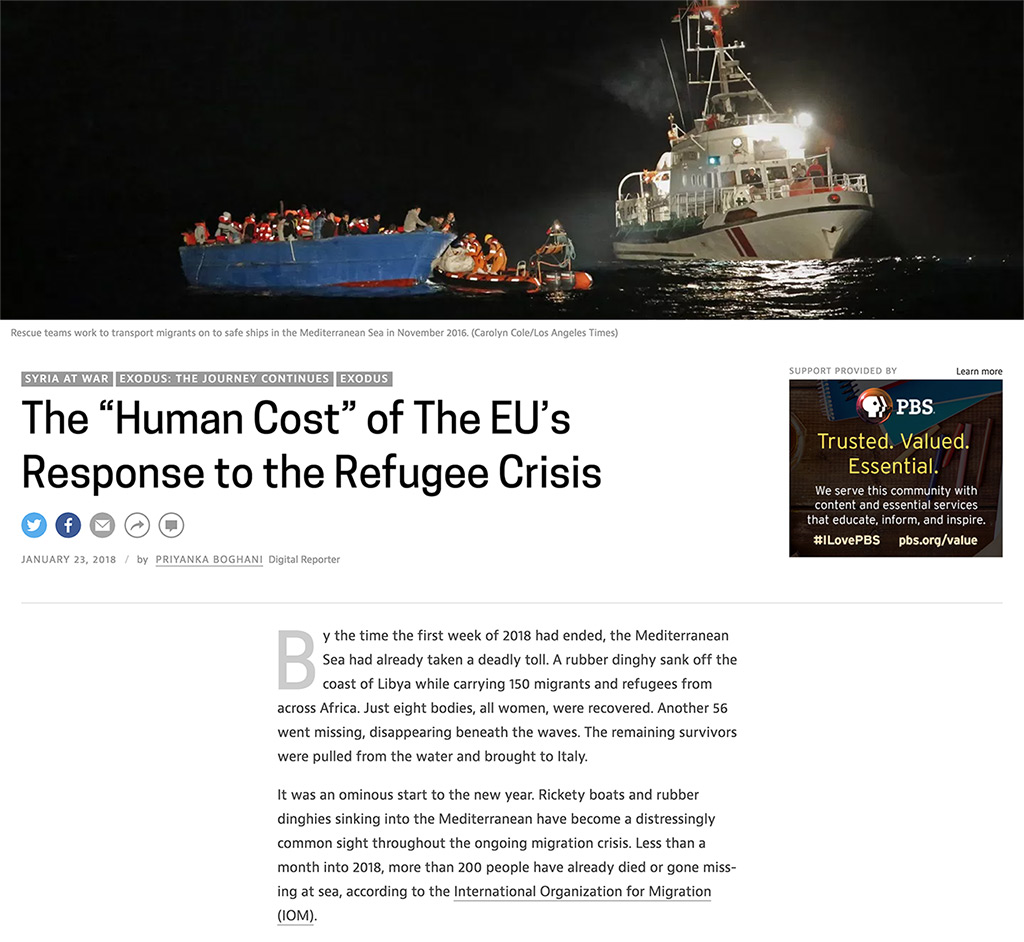 Rescue teams work to transport migrants on to safe ships in the Mediterranean Sea in November 2016. (Carolyn Cole/Los Angeles Times)
SYRIA AT WAR EXODUS: THE JOURNEY CONTINUES EXODUS
The “Human Cost” of The EU’s
Response to the Refugee Crisis
JANUARY 23, 2018 / by PRIYANKA BOGHANI Digital Reporter
SUPPORT PROVIDED BY Learn more
PBS.
Trusted. Valued.
Essential.
We serve this community with
content and essential services
that educate, inform, and inspire.
#ILovePBS pbs.org/value
By the time the first week of 2018 had ended, the Mediterranean
Sea had already taken a deadly toll. A rubber dinghy sank off the
coast of Libya while carrying 150 migrants and refugees from
across Africa. Just eight bodies, all women, were recovered. Another 56
went missing, disappearing beneath the waves. The remaining survivors
were pulled from the water and brought to Italy.
It was an ominous start to the new year. Rickety boats and rubber
dinghies sinking into the Mediterranean have become a distressingly
common sight throughout the ongoing migration crisis. Less than a
month into 2018, more than 200 people have already died or gone miss-
ing at sea, according to the International Organization for Migration
(IOM).